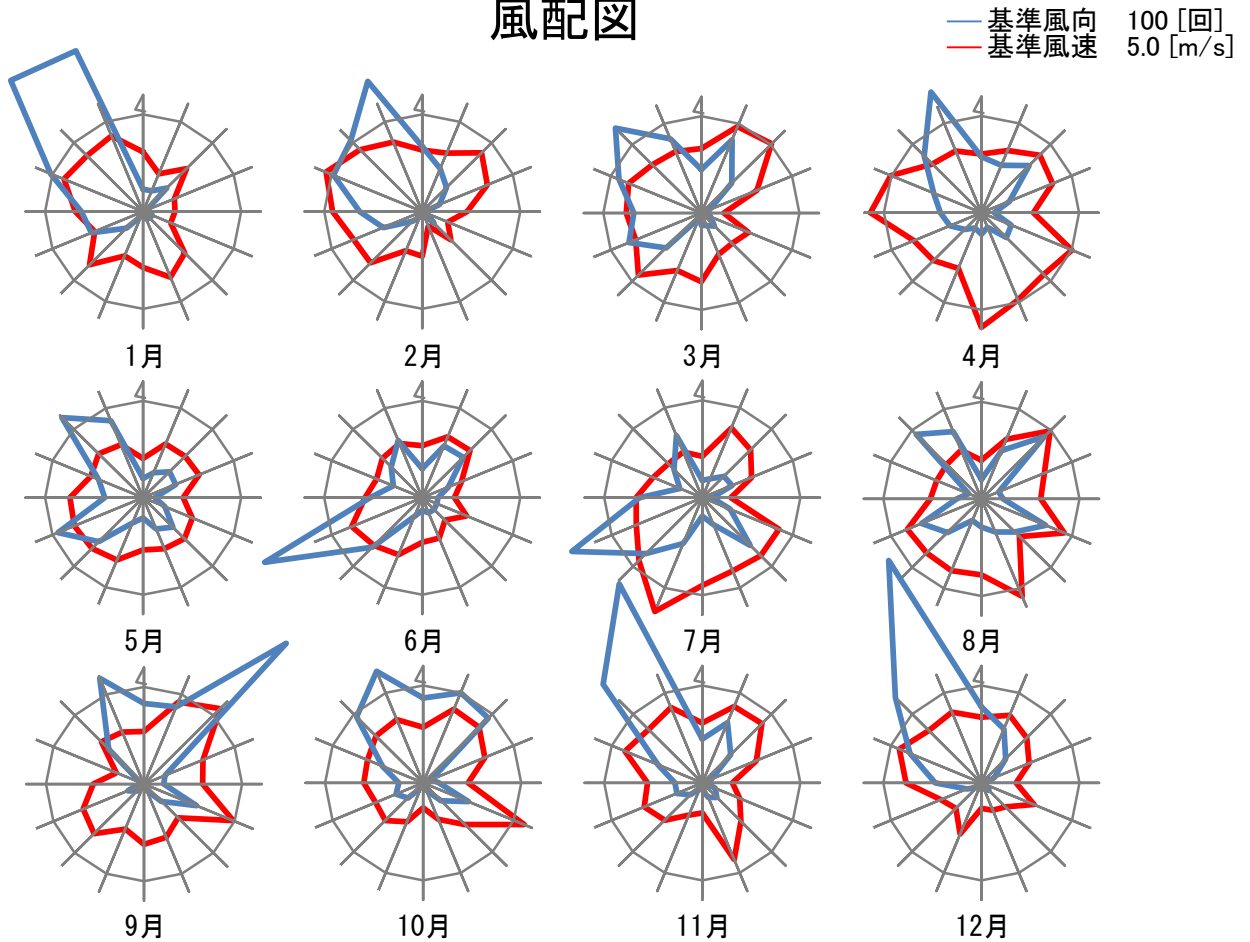 風配図
基準風向 100 [回]
基準風速 5.0 [m/s]
1月
2月
3月
4月
5月
6月
7月
8月
9月
10月
11月
12月